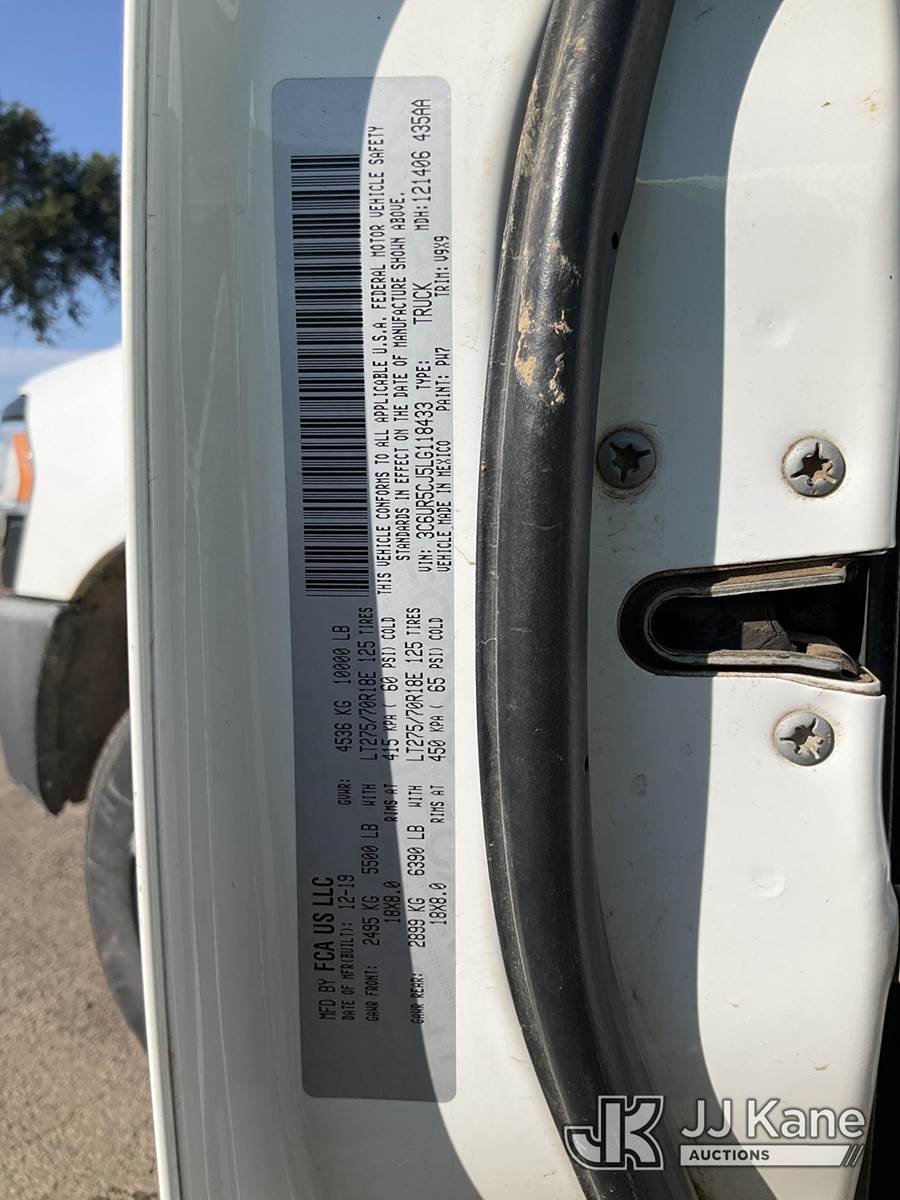 MFD BY FCA US LLC
DATE OF MFR(BUILT): 12-19 GVWR: 4536 KG 10000 LB
GAWR FRONT: 2495 KG 5500 LB WITH LT275/70R18E 125 TIRES
18X8.0 RIMS AT 415 KPA ( 60 PSI) COLD
GAWR REAR: 2899 KG 6390 LB WITH LT275/70R18E 125 TIRES
18X8.0 RIMS AT 450 KPA ( 65 PSI) COLD
THIS VEHICLE CONFORMS TO ALL APPLICABLE U.S.A. FEDERAL MOTOR VEHICLE SAFETY
STANDARDS IN EFFECT ON THE DATE OF MANUFACTURE SHOWN ABOVE.
VIN: 3C6UR5CJ5LG118433 TYPE: TRUCK MDH:121406 435AA
VEHICLE MADE IN MEXICO PAINT: PW7 TRIM: V9X9
JK JJ Kane
AUCTIONS